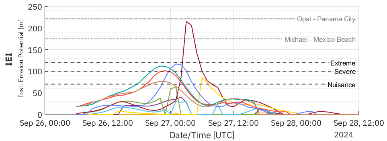 250
Opal - Panama City
200
Michael - Mexico Beach
150
Extreme
100
Severe
50
Nuisance
0
IEI
Inst. Erosion Potential [m]
Sep 26, 00:00
Sep 26, 12:00
Sep 27, 00:00
Sep 27, 12:00
Sep 28, 00:00
Sep 28, 12:00
Date/Time [UTC]
2024